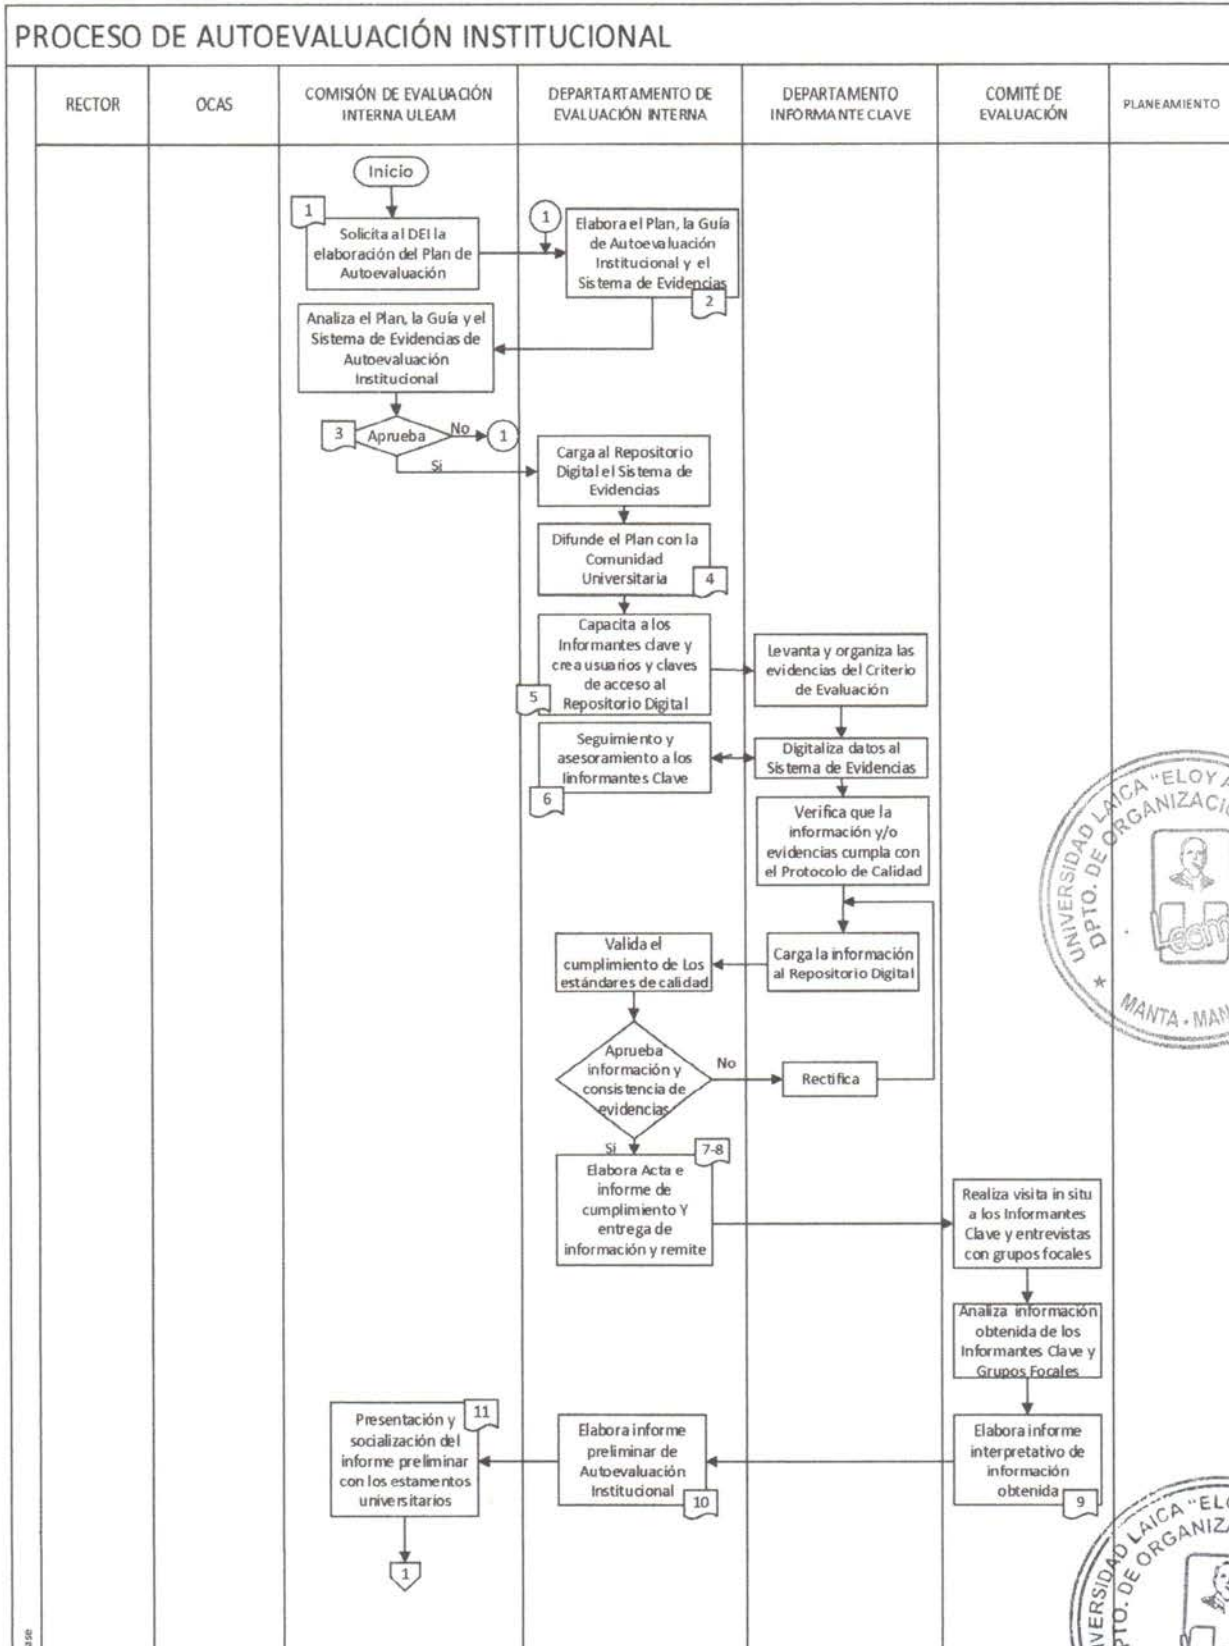 PROCESO DE AUTOEVALUACIÓN INSTITUCIONAL
RECTOR
OCAS
COMISIÓN DE EVALUACIÓN
INTERNA ULEAM
DEPARTARTAMENTO DE
EVALUACIÓN INTERNA
DEPARTAMENTO
INFORMANTE CLAVE
COMITÉ DE
EVALUACIÓN
PLANEAMIENTO
Inicio
1
Solicita al DEI la
elaboración del Plan de
Autoevaluación
1
Elabora el Plan, la Guía
de Autoevaluación
Institucional y el
Sistema de Evidencias
2
Analiza el Plan, la Guía y el
Sistema de Evidencias de
Autoevaluación
Institucional
3
Aprueba
No
1
Si
Carga al Repositorio
Digital el Sistema de
Evidencias
Difunde el Plan con la
Comunidad
Universitaria
4
Capacita a los
Informantes clave y
crea usuarios y claves
de acceso al
Repositorio Digital
5
Levanta y organiza las
evidencias del Criterio
de Evaluación
Seguimiento y
asesoramiento a los
Iinformantes Clave
6
Digitaliza datos al
Sistema de Evidencias
Verifica que la
información y/o
evidencias cumpla con
el Protocolo de Calidad
Valida el
cumplimiento de Los
estándares de calidad
Carga la información
al Repositorio Digital
Aprueba
información y
consistencia de
evidencias
No
Rectifica
Si
7-8
Elabora Acta e
informe de
cumplimiento Y
entrega de
información y remite
Realiza visita in situ
a los Informantes
Clave y entrevistas
con grupos focales
Analiza información
obtenida de los
Informantes Clave y
Grupos Focales
11
Presentación y
socialización del
informe preliminar
con los estamentos
universitarios
Elabora informe
preliminar de
Autoevaluación
Institucional
10
Elabora informe
interpretativo de
información
obtenida
9
1
UNIVERSIDAD LAICA "ELOY A
DPTO. DE ORGANIZACIÓ
Uleam
MANTA - MAN
VERSIDAD LAICA "ELO
PTO. DE ORGANIZA
ase